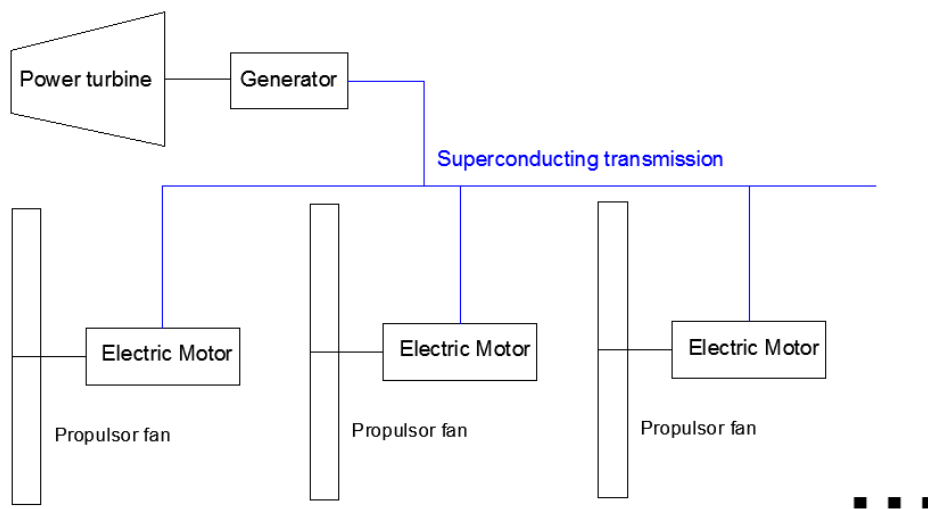 Power turbine
Generator
Superconducting transmission
Electric Motor
Electric Motor
Electric Motor
Propulsor fan
Propulsor fan
Propulsor fan